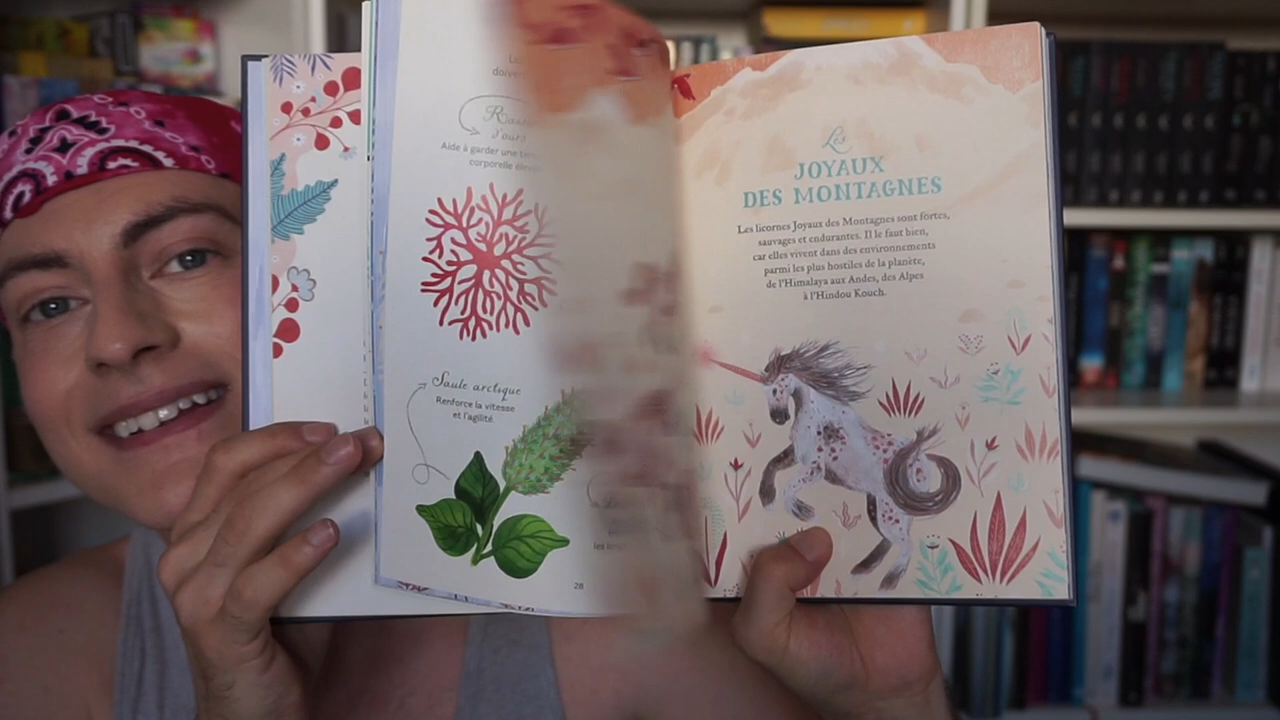 doiven
Aide à garder une
corporelle
Saule arctique
Renforce la vitesse
et l'agilité.
28
Les
JOYAUX
DES MONTAGNES
Les licornes Joyaux des Montagnes sont fortes,
sauvages et endurantes. Il le faut bien,
car elles vivent dans des environnements
parmi les plus hostiles de la planète,
de l'Himalaya aux Andes, des Alpes
à l'Hindou Kouch.